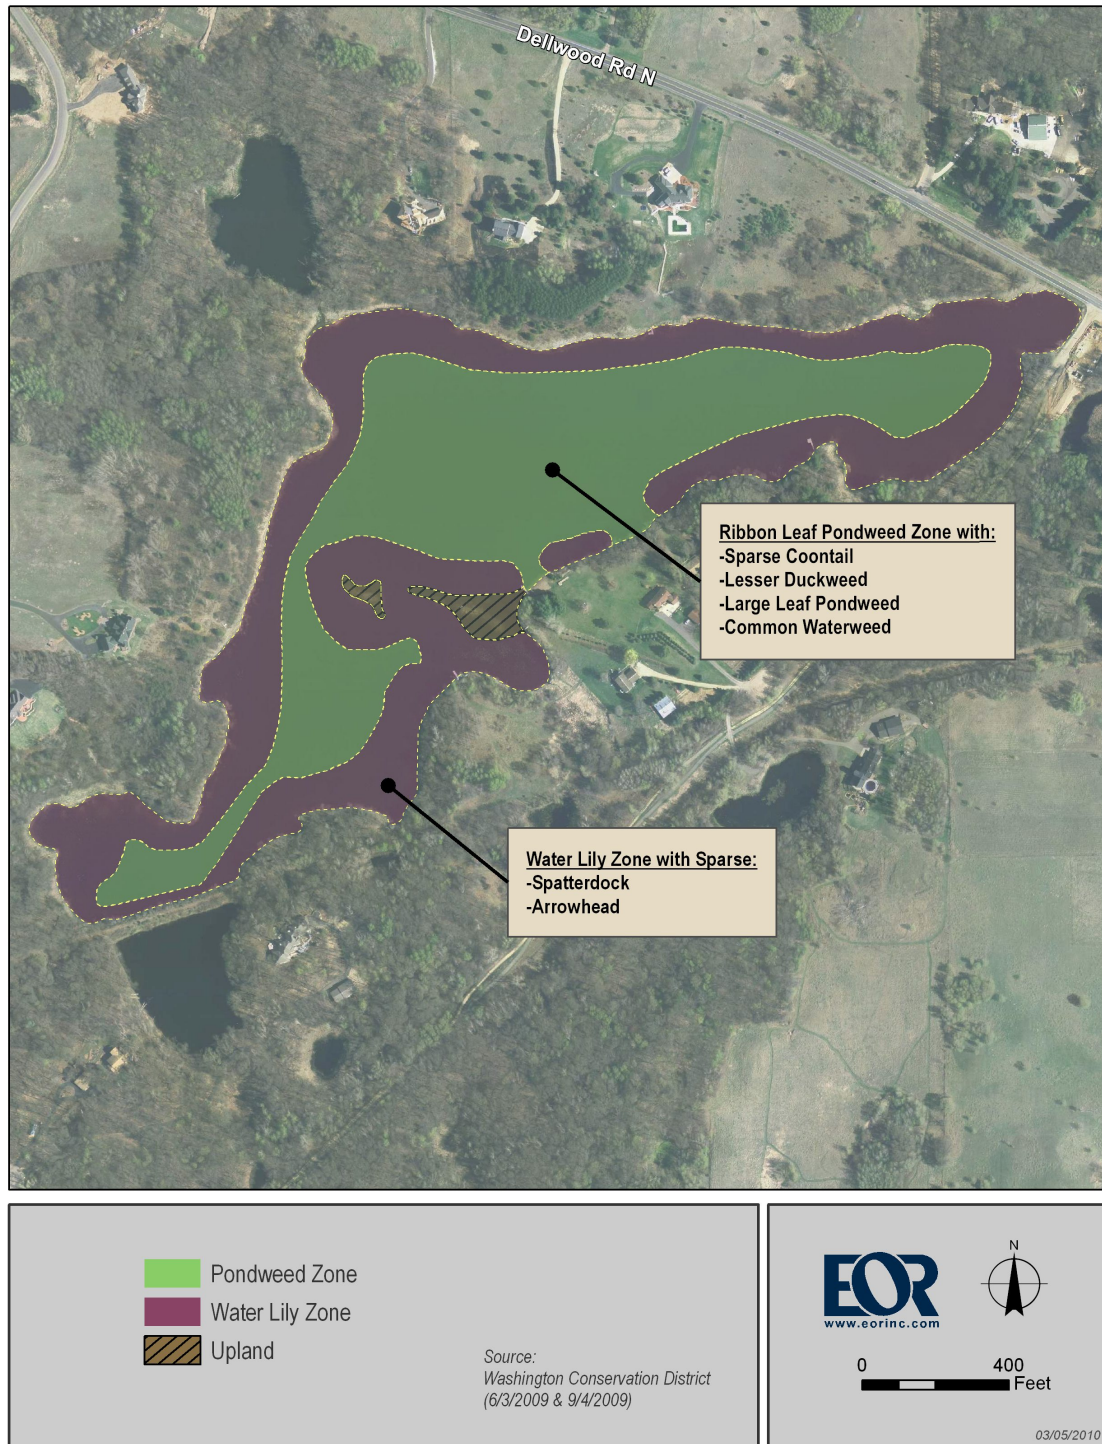 Dellwood Rd N
Ribbon Leaf Pondweed Zone with:
-Sparse Coontail
-Lesser Duckweed
-Large Leaf Pondweed
-Common Waterweed
Water Lily Zone with Sparse:
-Spatterdock
-Arrowhead
Pondweed Zone
Water Lily Zone
Upland
Source:
Washington Conservation District
(6/3/2009 & 9/4/2009)
EOR
www.eorinc.com
N
0 400
Feet
03/05/2010